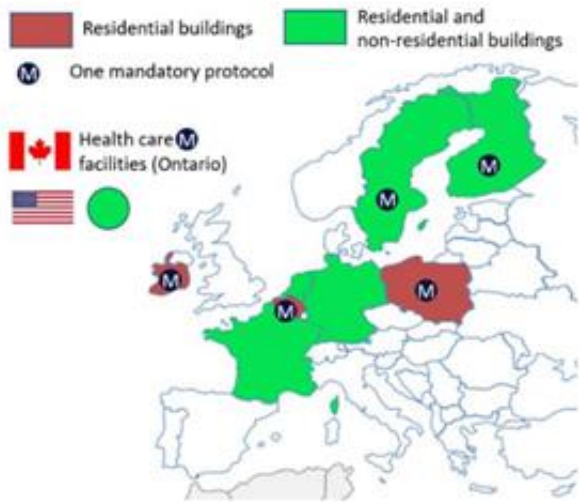 Residential buildings
Residential and
non-residential buildings
M One mandatory protocol
Health care M
facilities (Ontario)
M
M
M
M
M